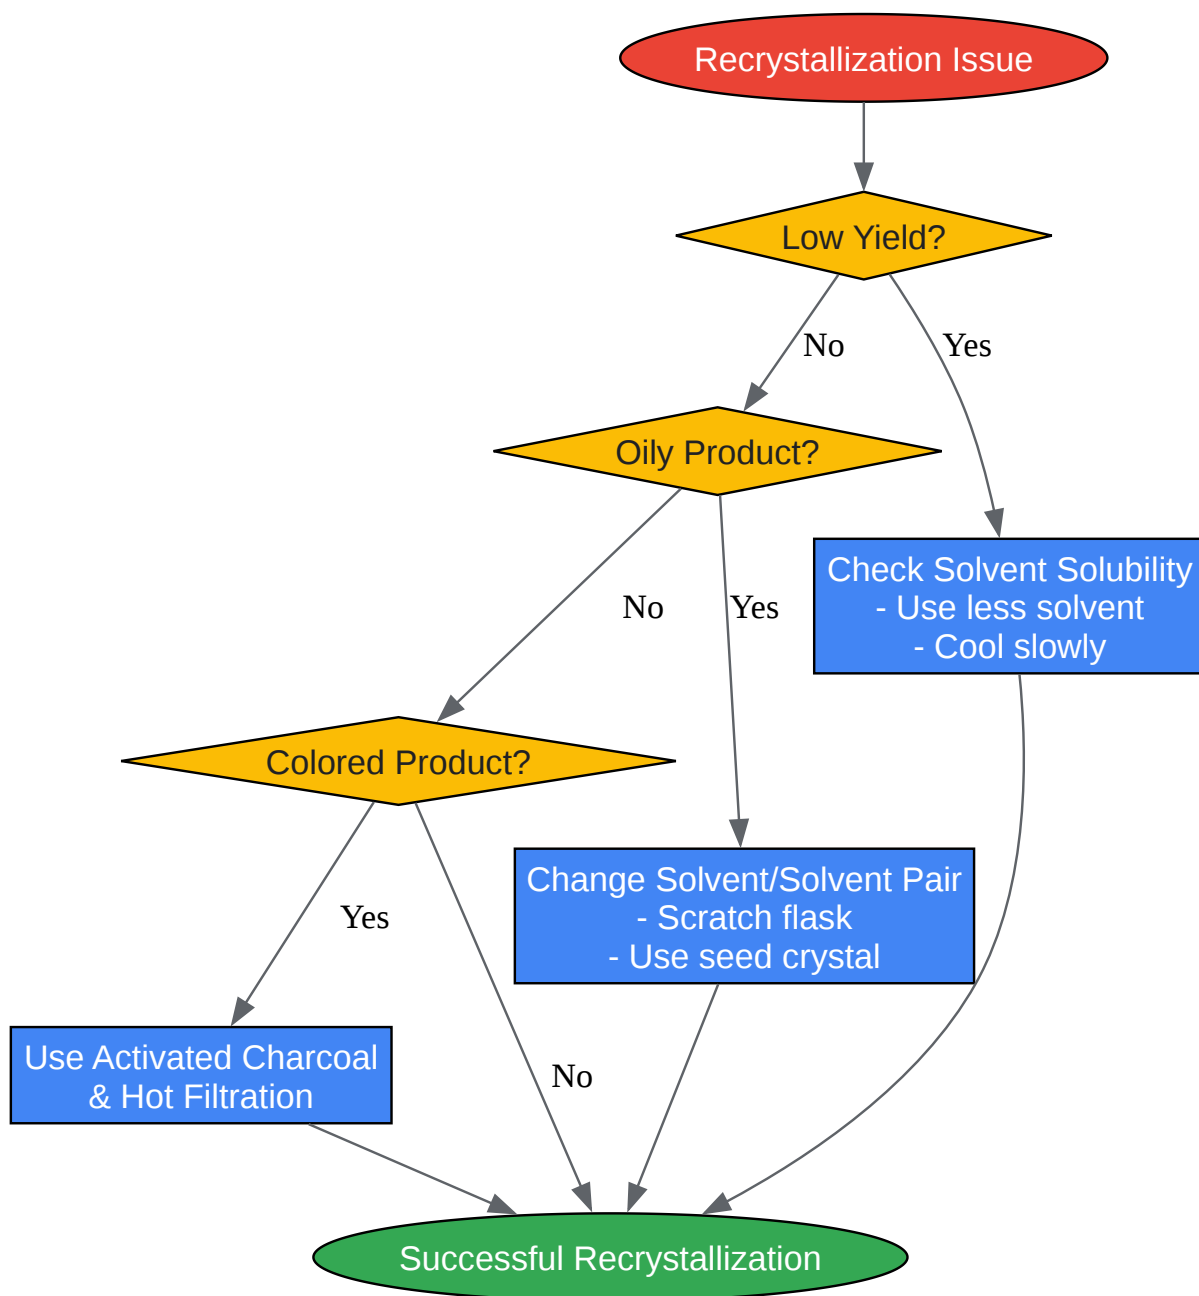 Recrystallization Issue
Low Yield?
No
Yes
Oily Product?
Check Solvent Solubility
- Use less solvent
- Cool slowly
No
Yes
Colored Product?
Change Solvent/Solvent Pair
- Scratch flask
- Use seed crystal
Yes
Use Activated Charcoal
& Hot Filtration
No
Successful Recrystallization